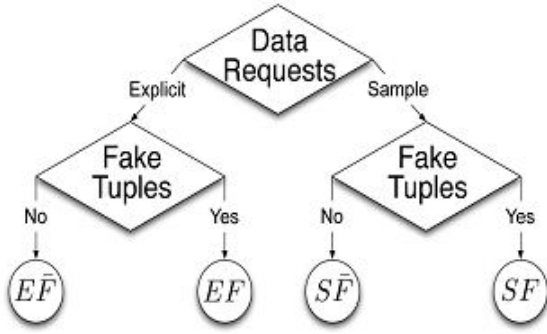 Data
Requests
Explicit
Sample
Fake
Tuples
Fake
Tuples
No
Yes
No
Yes
EF̄
EF
SF̄
SF